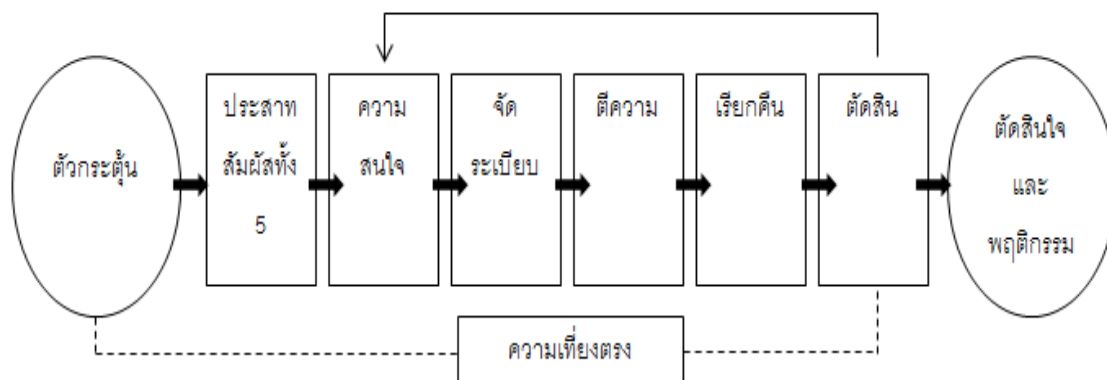 ตัวกระตุ้น
ประสาท
สัมผัสทั้ง
5
ความ
สนใจ
จัด
ระเบียบ
ตีความ
เรียกคืน
ตัดสิน
ตัดสินใจ
และ
พฤติกรรม
ความเที่ยงตรง